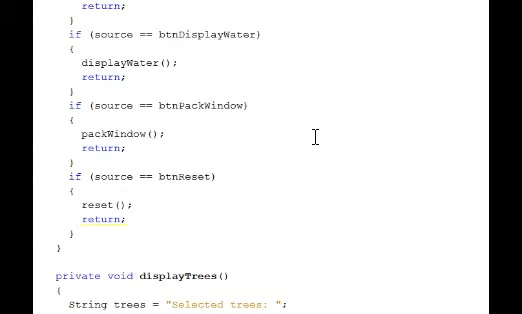 return;
}
if (source == btnDisplayWater)
{
displayWater();
return;
}
if (source == btnPackWindow)
{
packWindow();
return;
}
if (source == btnReset)
{
reset();
return;
}
}
private void displayTrees()
{
String trees = "Selected trees: ";